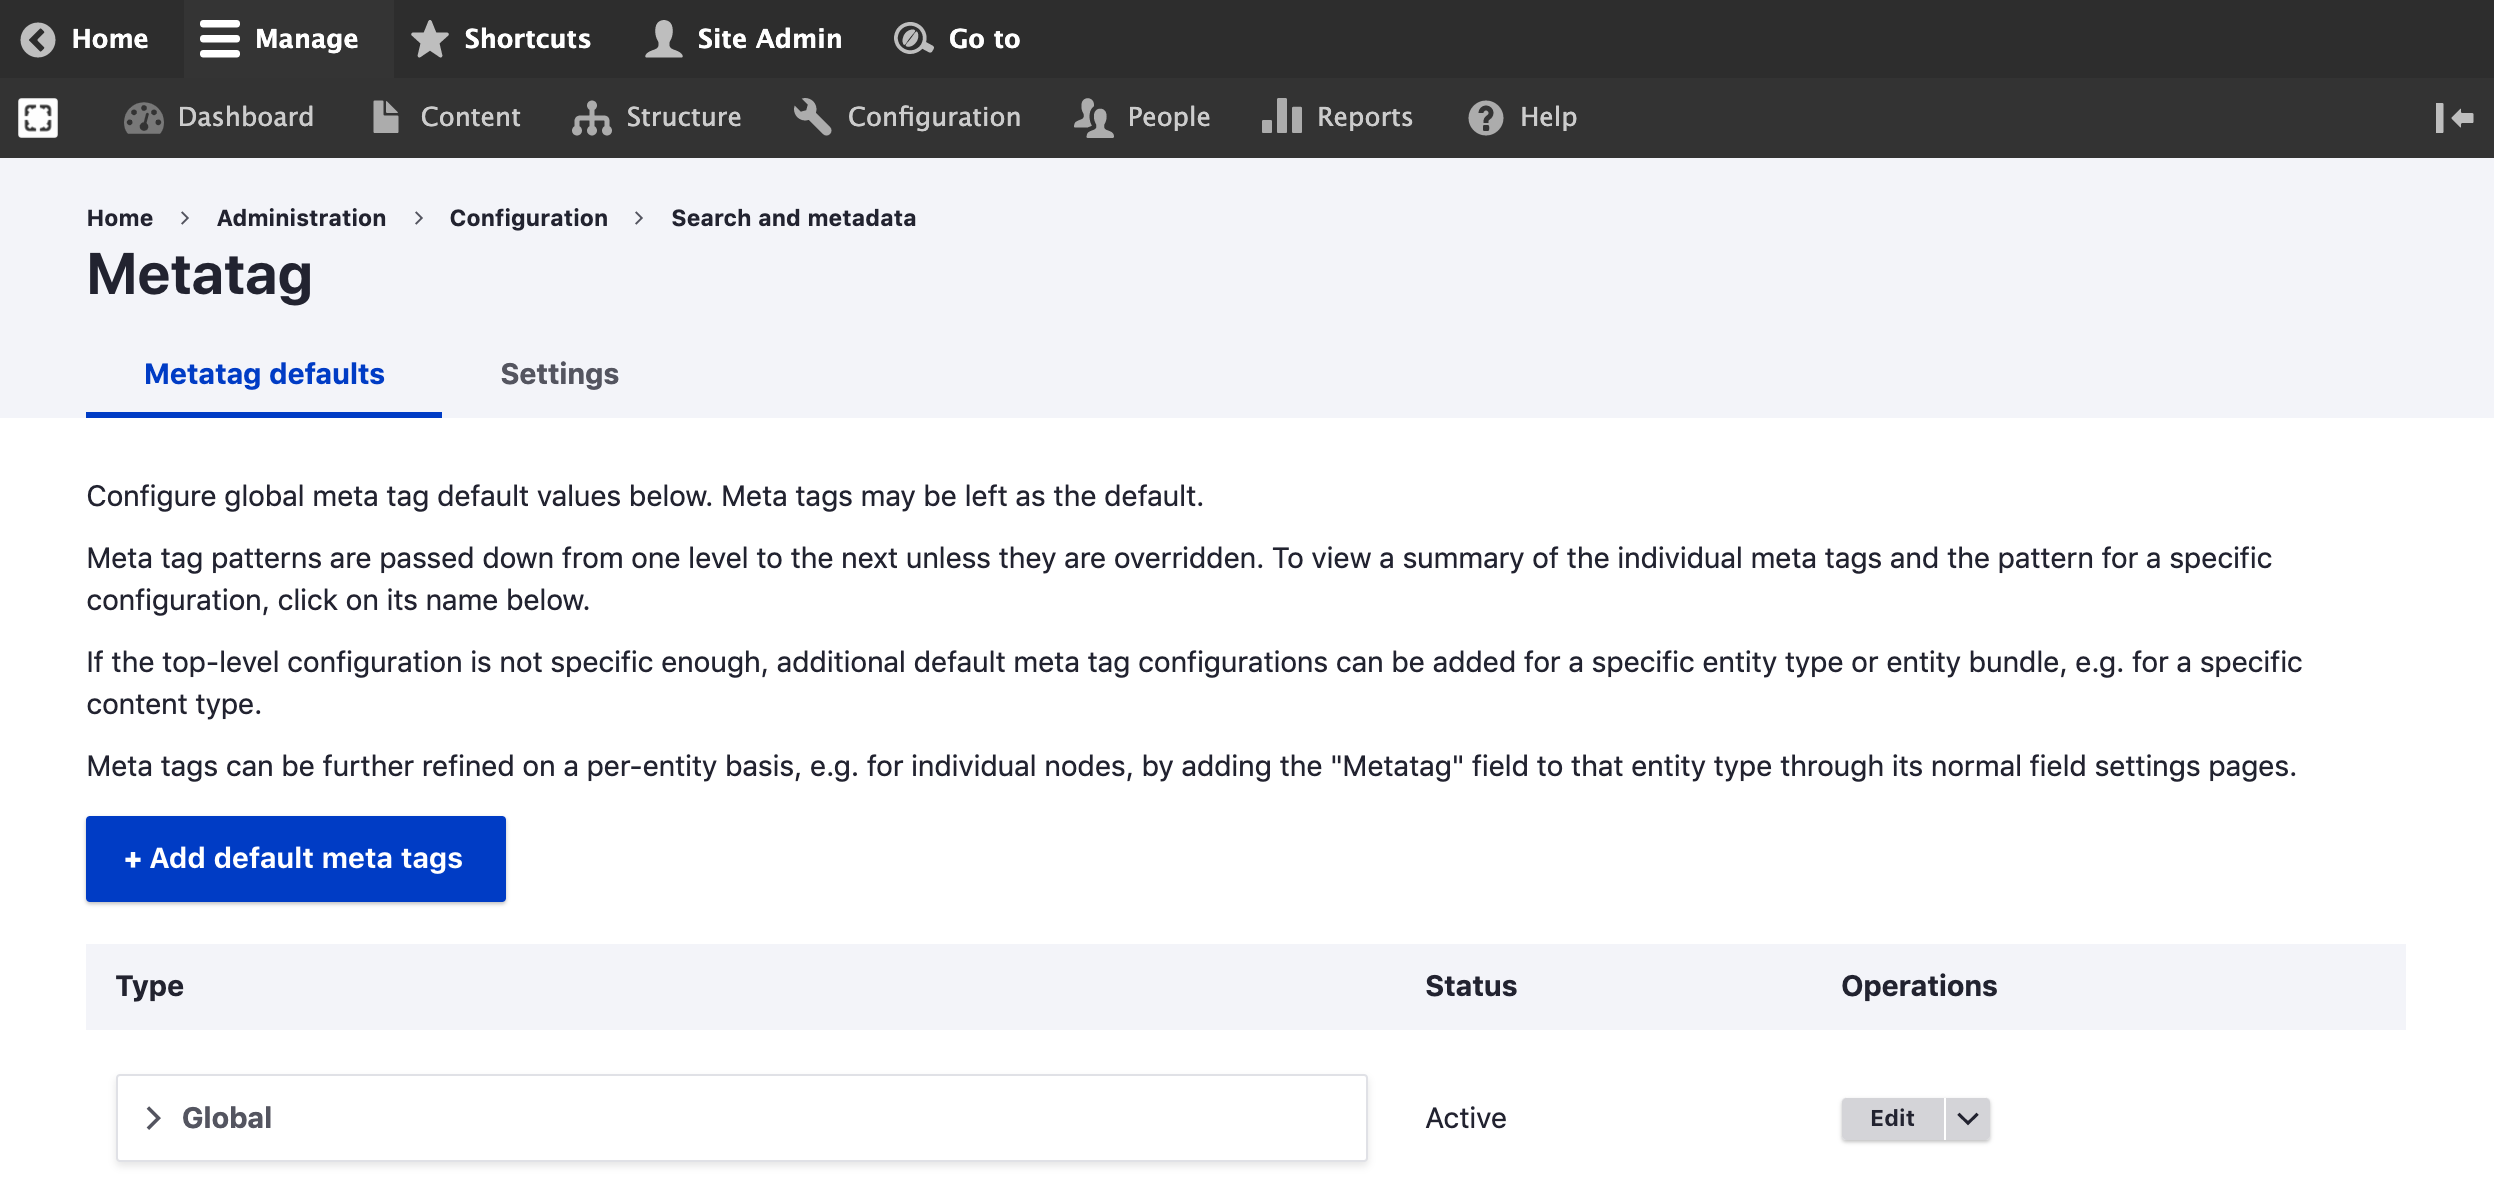 Home Manage Shortcuts Site Admin Go to
Dashboard Content Structure Configuration People Reports Help
Home > Administration > Configuration > Search and metadata
Metatag
Metatag defaults Settings
Configure global meta tag default values below. Meta tags may be left as the default.
Meta tag patterns are passed down from one level to the next unless they are overridden. To view a summary of the individual meta tags and the pattern for a specific
configuration, click on its name below.
If the top-level configuration is not specific enough, additional default meta tag configurations can be added for a specific entity type or entity bundle, e.g. for a specific
content type.
Meta tags can be further refined on a per-entity basis, e.g. for individual nodes, by adding the "Metatag" field to that entity type through its normal field settings pages.
+ Add default meta tags
Type Status Operations
Global Active Edit